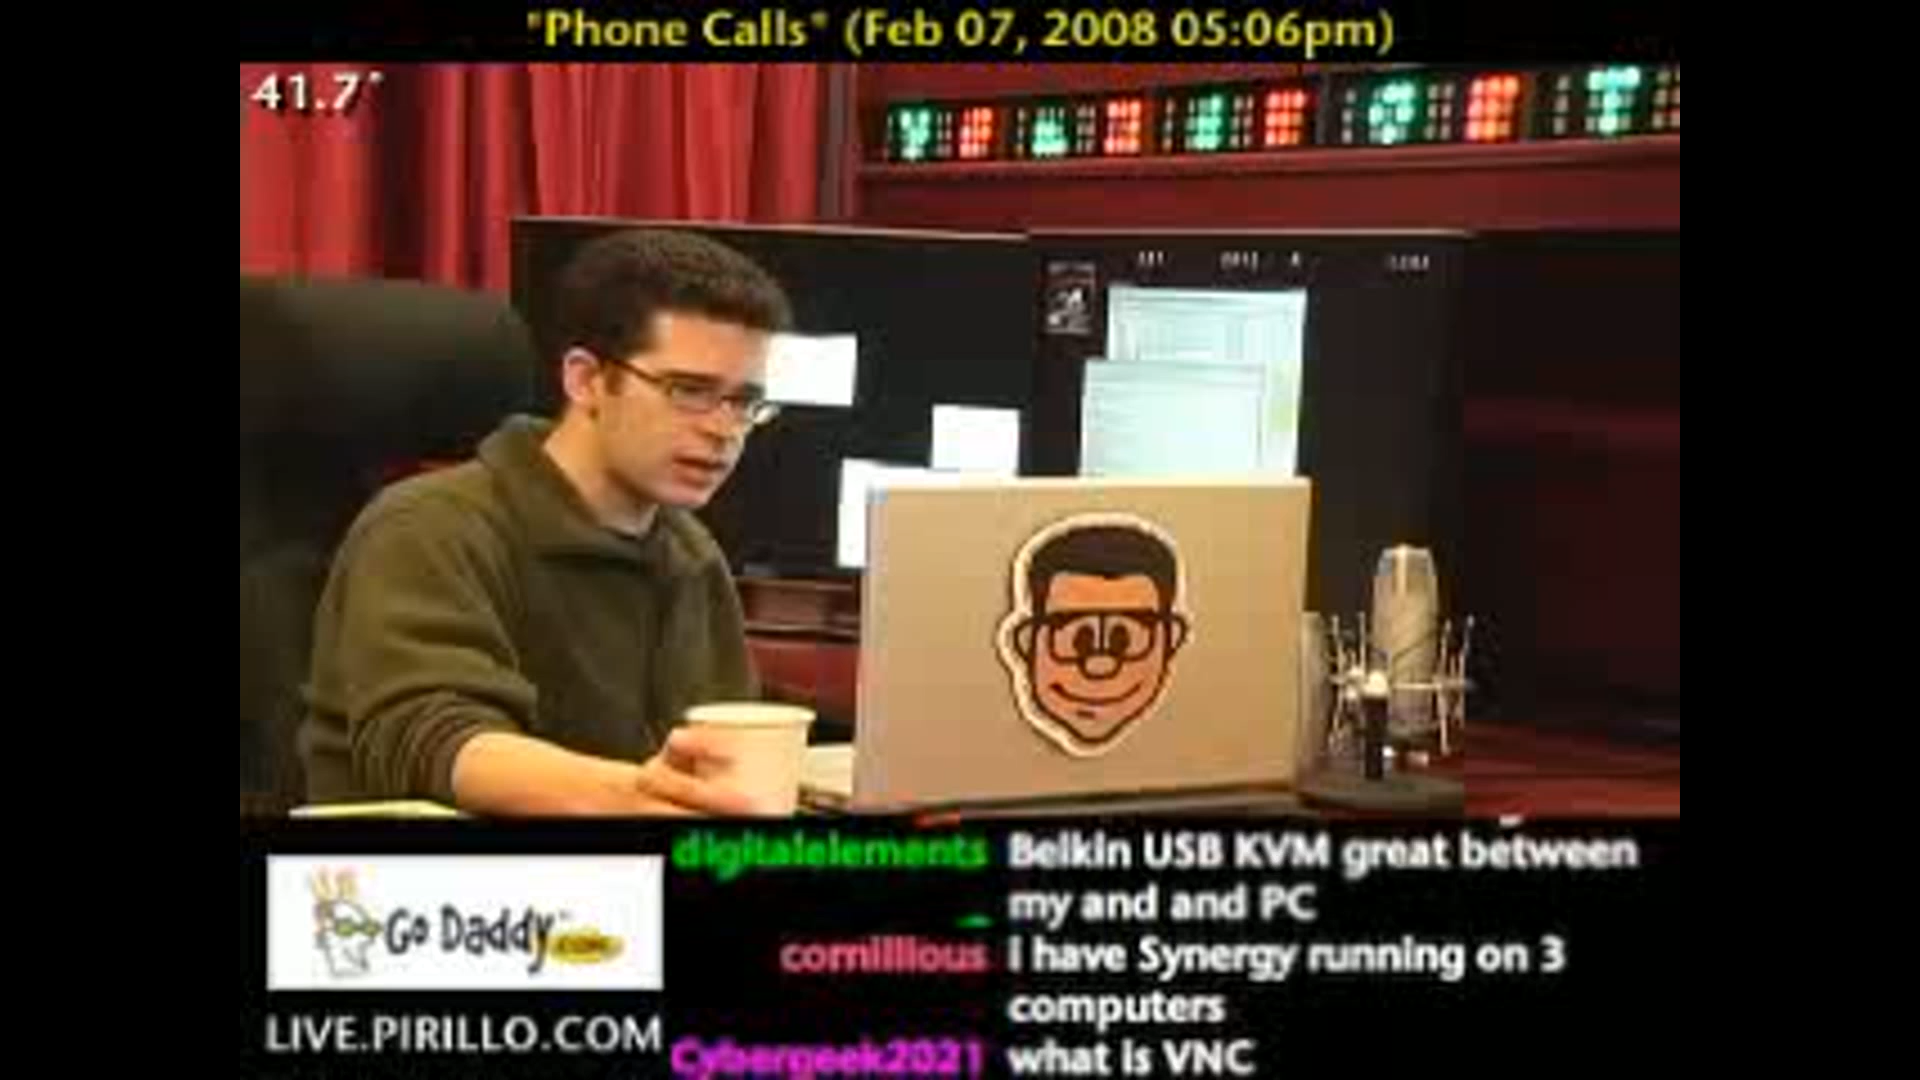 "Phone Calls" (Feb 07, 2008 05:06pm)
41.7°
digitalelements Belkin USB KVM great between
my and and PC
Go Daddy.com
cornillious I have Synergy running on 3
computers
LIVE.PIRILLO.COM
Cybergeek2021 what is VNC